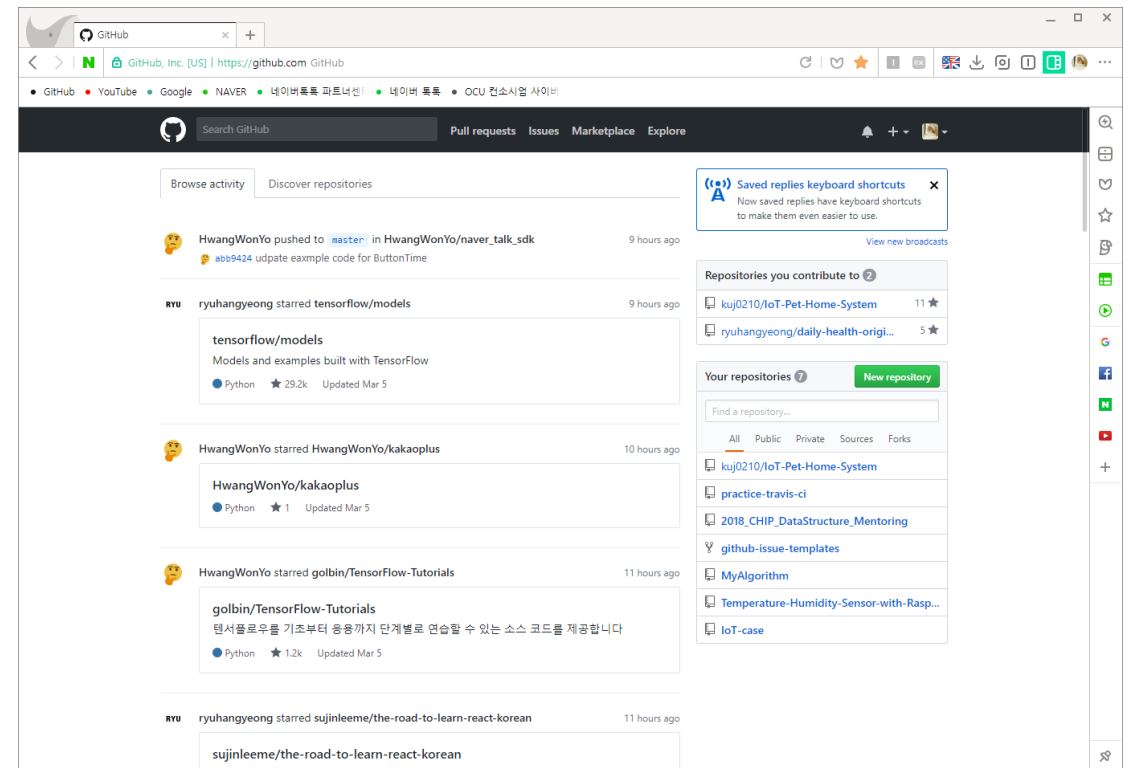 GitHub
GitHub, Inc. [US] | https://github.com GitHub
GitHub YouTube Google NAVER 네이버톡톡 파트너센 네이버 톡톡 OCU 컨소시엄 사이버
Search GitHub Pull requests Issues Marketplace Explore
Browse activity Discover repositories
Saved replies keyboard shortcuts
Now saved replies have keyboard shortcuts
to make them even easier to use.
View new broadcasts
HwangWonYo pushed to master in HwangWonYo/naver_talk_sdk 9 hours ago
abb9424 udpate eaxmple code for ButtonTime
ryuhangyeong starred tensorflow/models 9 hours ago
RYU
tensorflow/models
Models and examples built with TensorFlow
Python 29.2k Updated Mar 5
HwangWonYo starred HwangWonYo/kakaoplus 10 hours ago
HwangWonYo/kakaoplus
Python 1 Updated Mar 5
HwangWonYo starred golbin/TensorFlow-Tutorials 11 hours ago
golbin/TensorFlow-Tutorials
텐서플로우를 기초부터 응용까지 단계별로 연습할 수 있는 소스 코드를 제공합니다
Python 1.2k Updated Mar 5
RYU ryuhangyeong starred sujinleeme/the-road-to-learn-react-korean 11 hours ago
sujinleeme/the-road-to-learn-react-korean
Repositories you contribute to 2
kuj0210/IoT-Pet-Home-System 11
ryuhangyeong/daily-health-origi... 5
Your repositories 7 New repository
Find a repository...
All Public Private Sources Forks
kuj0210/IoT-Pet-Home-System
practice-travis-ci
2018_CHIP_DataStructure_Mentoring
github-issue-templates
MyAlgorithm
Temperature-Humidity-Sensor-with-Rasp...
IoT-case